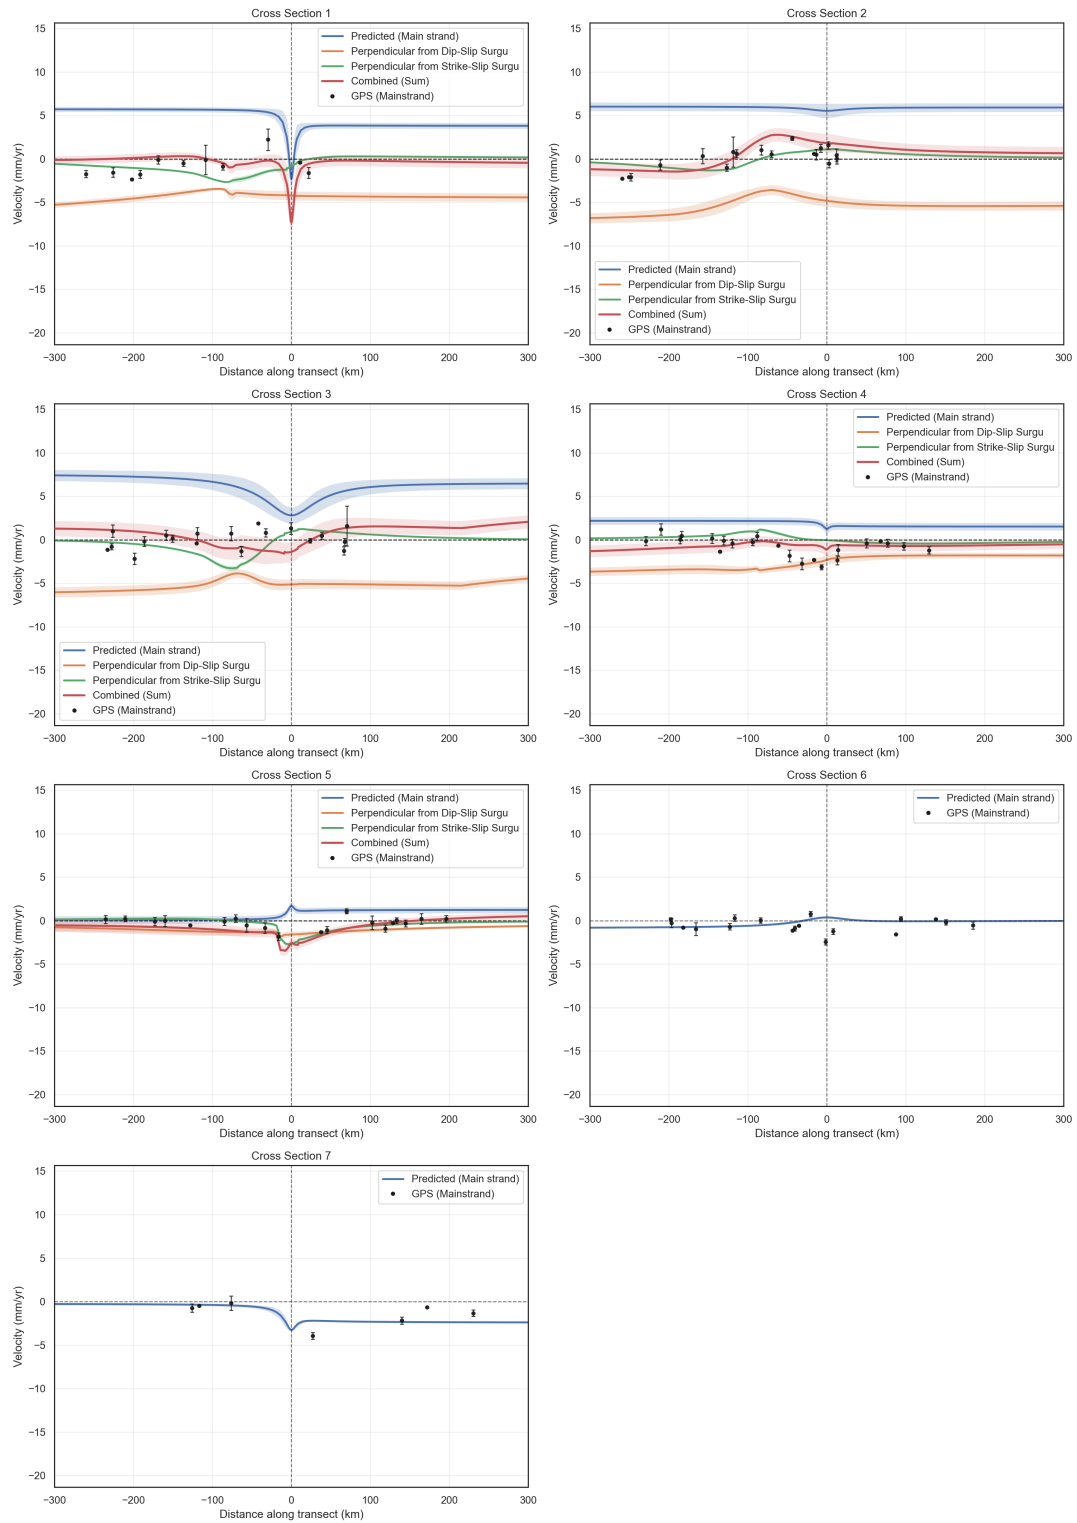 Cross Section 1
15
10
5
0
−5
−10
−15
−20
Velocity (mm/yr)
Predicted (Main strand)
Perpendicular from Dip-Slip Surgu
Perpendicular from Strike-Slip Surgu
Combined (Sum)
GPS (Mainstrand)
−300 −200 −100 0 100 200 300
Distance along transect (km)
Cross Section 2
15
10
5
0
−5
−10
−15
−20
Velocity (mm/yr)
Predicted (Main strand)
Perpendicular from Dip-Slip Surgu
Perpendicular from Strike-Slip Surgu
Combined (Sum)
GPS (Mainstrand)
−300 −200 −100 0 100 200 300
Distance along transect (km)
Cross Section 3
15
10
5
0
−5
−10
−15
−20
Velocity (mm/yr)
Predicted (Main strand)
Perpendicular from Dip-Slip Surgu
Perpendicular from Strike-Slip Surgu
Combined (Sum)
GPS (Mainstrand)
−300 −200 −100 0 100 200 300
Distance along transect (km)
Cross Section 4
15
10
5
0
−5
−10
−15
−20
Velocity (mm/yr)
Predicted (Main strand)
Perpendicular from Dip-Slip Surgu
Perpendicular from Strike-Slip Surgu
Combined (Sum)
GPS (Mainstrand)
−300 −200 −100 0 100 200 300
Distance along transect (km)
Cross Section 5
15
10
5
0
−5
−10
−15
−20
Velocity (mm/yr)
Predicted (Main strand)
Perpendicular from Dip-Slip Surgu
Perpendicular from Strike-Slip Surgu
Combined (Sum)
GPS (Mainstrand)
−300 −200 −100 0 100 200 300
Distance along transect (km)
Cross Section 6
15
10
5
0
−5
−10
−15
−20
Velocity (mm/yr)
Predicted (Main strand)
GPS (Mainstrand)
−300 −200 −100 0 100 200 300
Distance along transect (km)
Cross Section 7
15
10
5
0
−5
−10
−15
−20
Velocity (mm/yr)
Predicted (Main strand)
GPS (Mainstrand)
−300 −200 −100 0 100 200 300
Distance along transect (km)